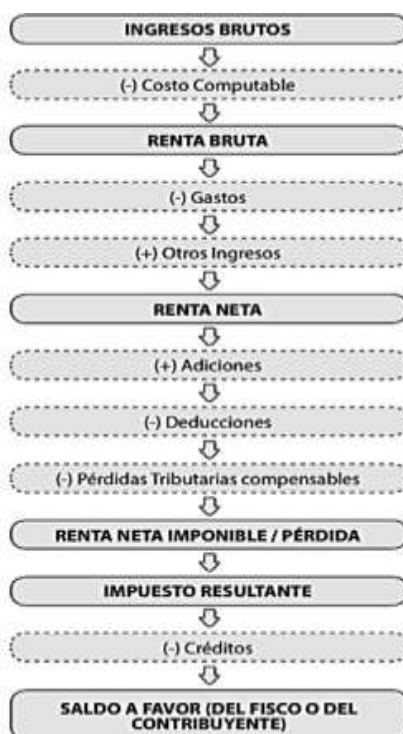 INGRESOS BRUTOS
(-) Costo Computable
RENTA BRUTA
(-) Gastos
(+) Otros Ingresos
RENTA NETA
(+) Adiciones
(-) Deducciones
(-) Pérdidas Tributarias compensables
RENTA NETA IMPONIBLE / PÉRDIDA
IMPUESTO RESULTANTE
(-) Créditos
SALDO A FAVOR (DEL FISCO O DEL
CONTRIBUYENTE)